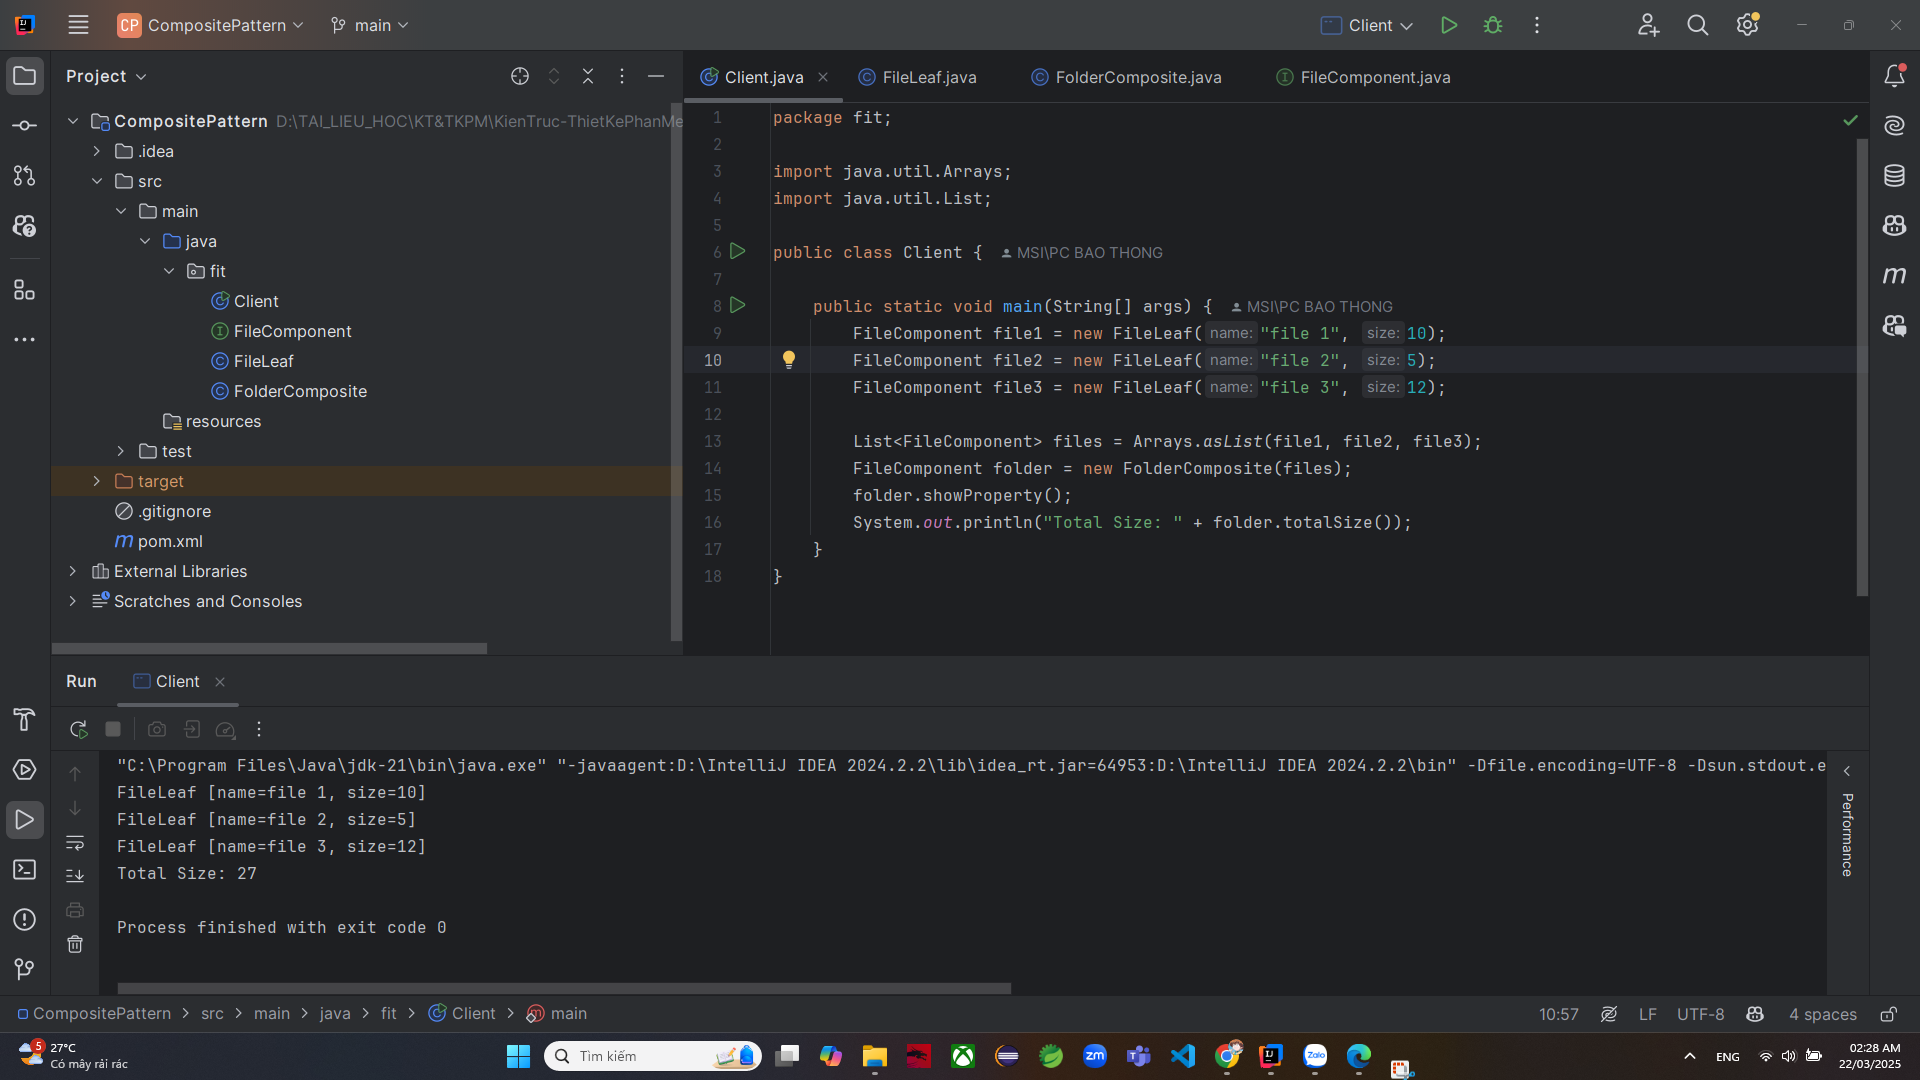 CP CompositePattern main Client
Project
CompositePattern D:\TAI_LIEU_HOC\KT&TKPM\KienTruc-ThietKePhanMe
.idea
src
main
java
fit
Client
FileComponent
FileLeaf
FolderComposite
resources
test
target
.gitignore
pom.xml
External Libraries
Scratches and Consoles
Client.java FileLeaf.java FolderComposite.java FileComponent.java
1 package fit;
2
3 import java.util.Arrays;
4 import java.util.List;
5
6 public class Client { MSI\PC BAO THONG
7
8 public static void main(String[] args) { MSI\PC BAO THONG
9 FileComponent file1 = new FileLeaf( name: "file 1", size: 10);
10 FileComponent file2 = new FileLeaf( name: "file 2", size: 5);
11 FileComponent file3 = new FileLeaf( name: "file 3", size: 12);
12
13 List<FileComponent> files = Arrays.asList(file1, file2, file3);
14 FileComponent folder = new FolderComposite(files);
15 folder.showProperty();
16 System.out.println("Total Size: " + folder.totalSize());
17 }
18 }
Run Client
"C:\Program Files\Java\jdk-21\bin\java.exe" "-javaagent:D:\IntelliJ IDEA 2024.2.2\lib\idea_rt.jar=64953:D:\IntelliJ IDEA 2024.2.2\bin" -Dfile.encoding=UTF-8 -Dsun.stdout.e
FileLeaf [name=file 1, size=10]
FileLeaf [name=file 2, size=5]
FileLeaf [name=file 3, size=12]
Total Size: 27
Process finished with exit code 0
Performance
CompositePattern > src > main > java > fit > Client > main
10:57 LF UTF-8 4 spaces
5
27°C
Có mây rải rác
Tìm kiếm
zm
Zalo
ENG
02:28 AM
22/03/2025